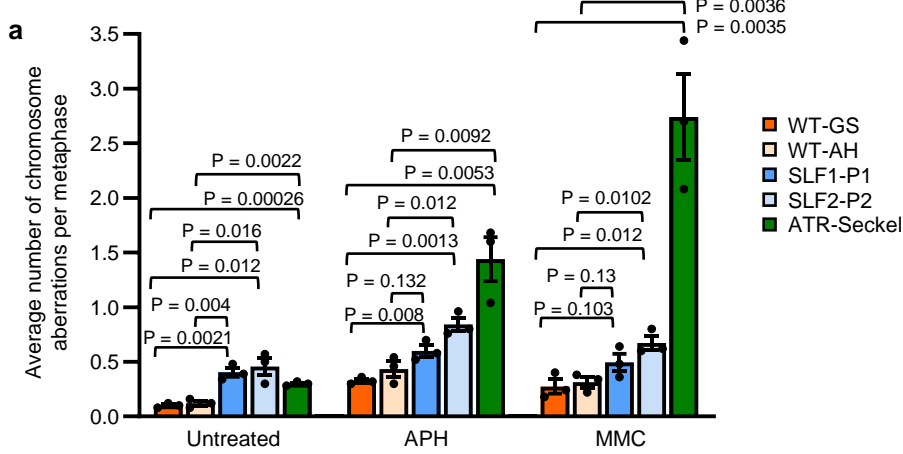 a
P = 0.0036
P = 0.0035
3.5
3.0
2.5
2.0
1.5
1.0
0.5
0.0
Average number of chromosome
aberrations per metaphase
P = 0.0022
P = 0.00026
P = 0.016
P = 0.012
P = 0.004
P = 0.0021
P = 0.0092
P = 0.0053
P = 0.012
P = 0.0013
P = 0.132
P = 0.008
P = 0.0102
P = 0.012
P = 0.13
P = 0.103
Untreated
APH
MMC
WT-GS
WT-AH
SLF1-P1
SLF2-P2
ATR-Seckel